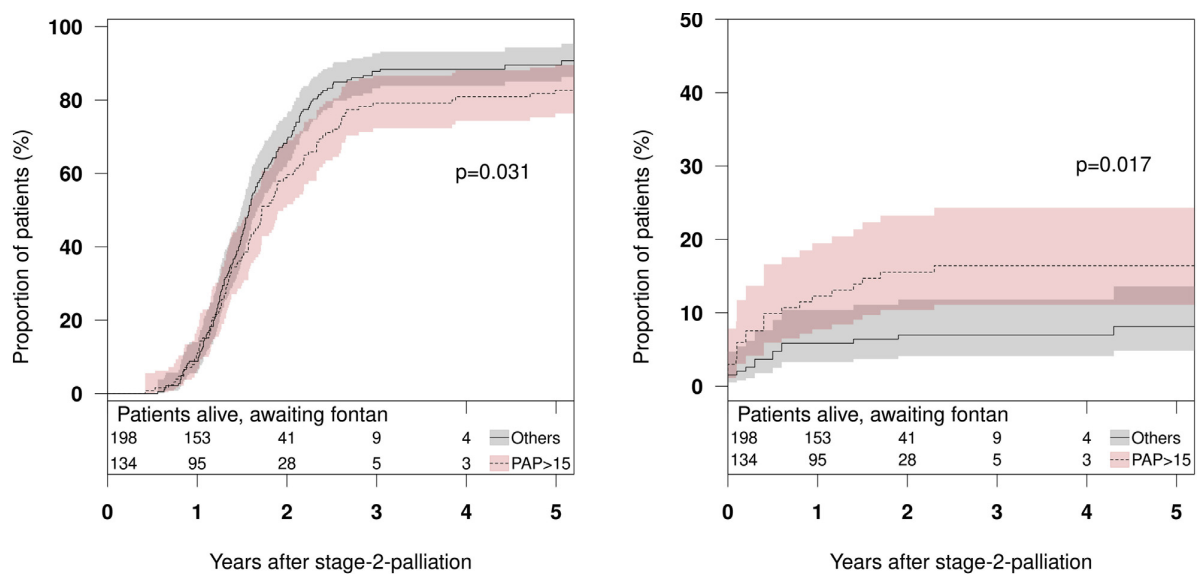 100
80
60
40
20
0
Proportion of patients (%)
p=0.031
Patients alive, awaiting fontan
198 153 41 9 4 Others
134 95 28 5 3 PAP>15
0 1 2 3 4 5
Years after stage-2-palliation
50
40
30
20
10
0
Proportion of patients (%)
p=0.017
Patients alive, awaiting fontan
198 153 41 9 4 Others
134 95 28 5 3 PAP>15
0 1 2 3 4 5
Years after stage-2-palliation